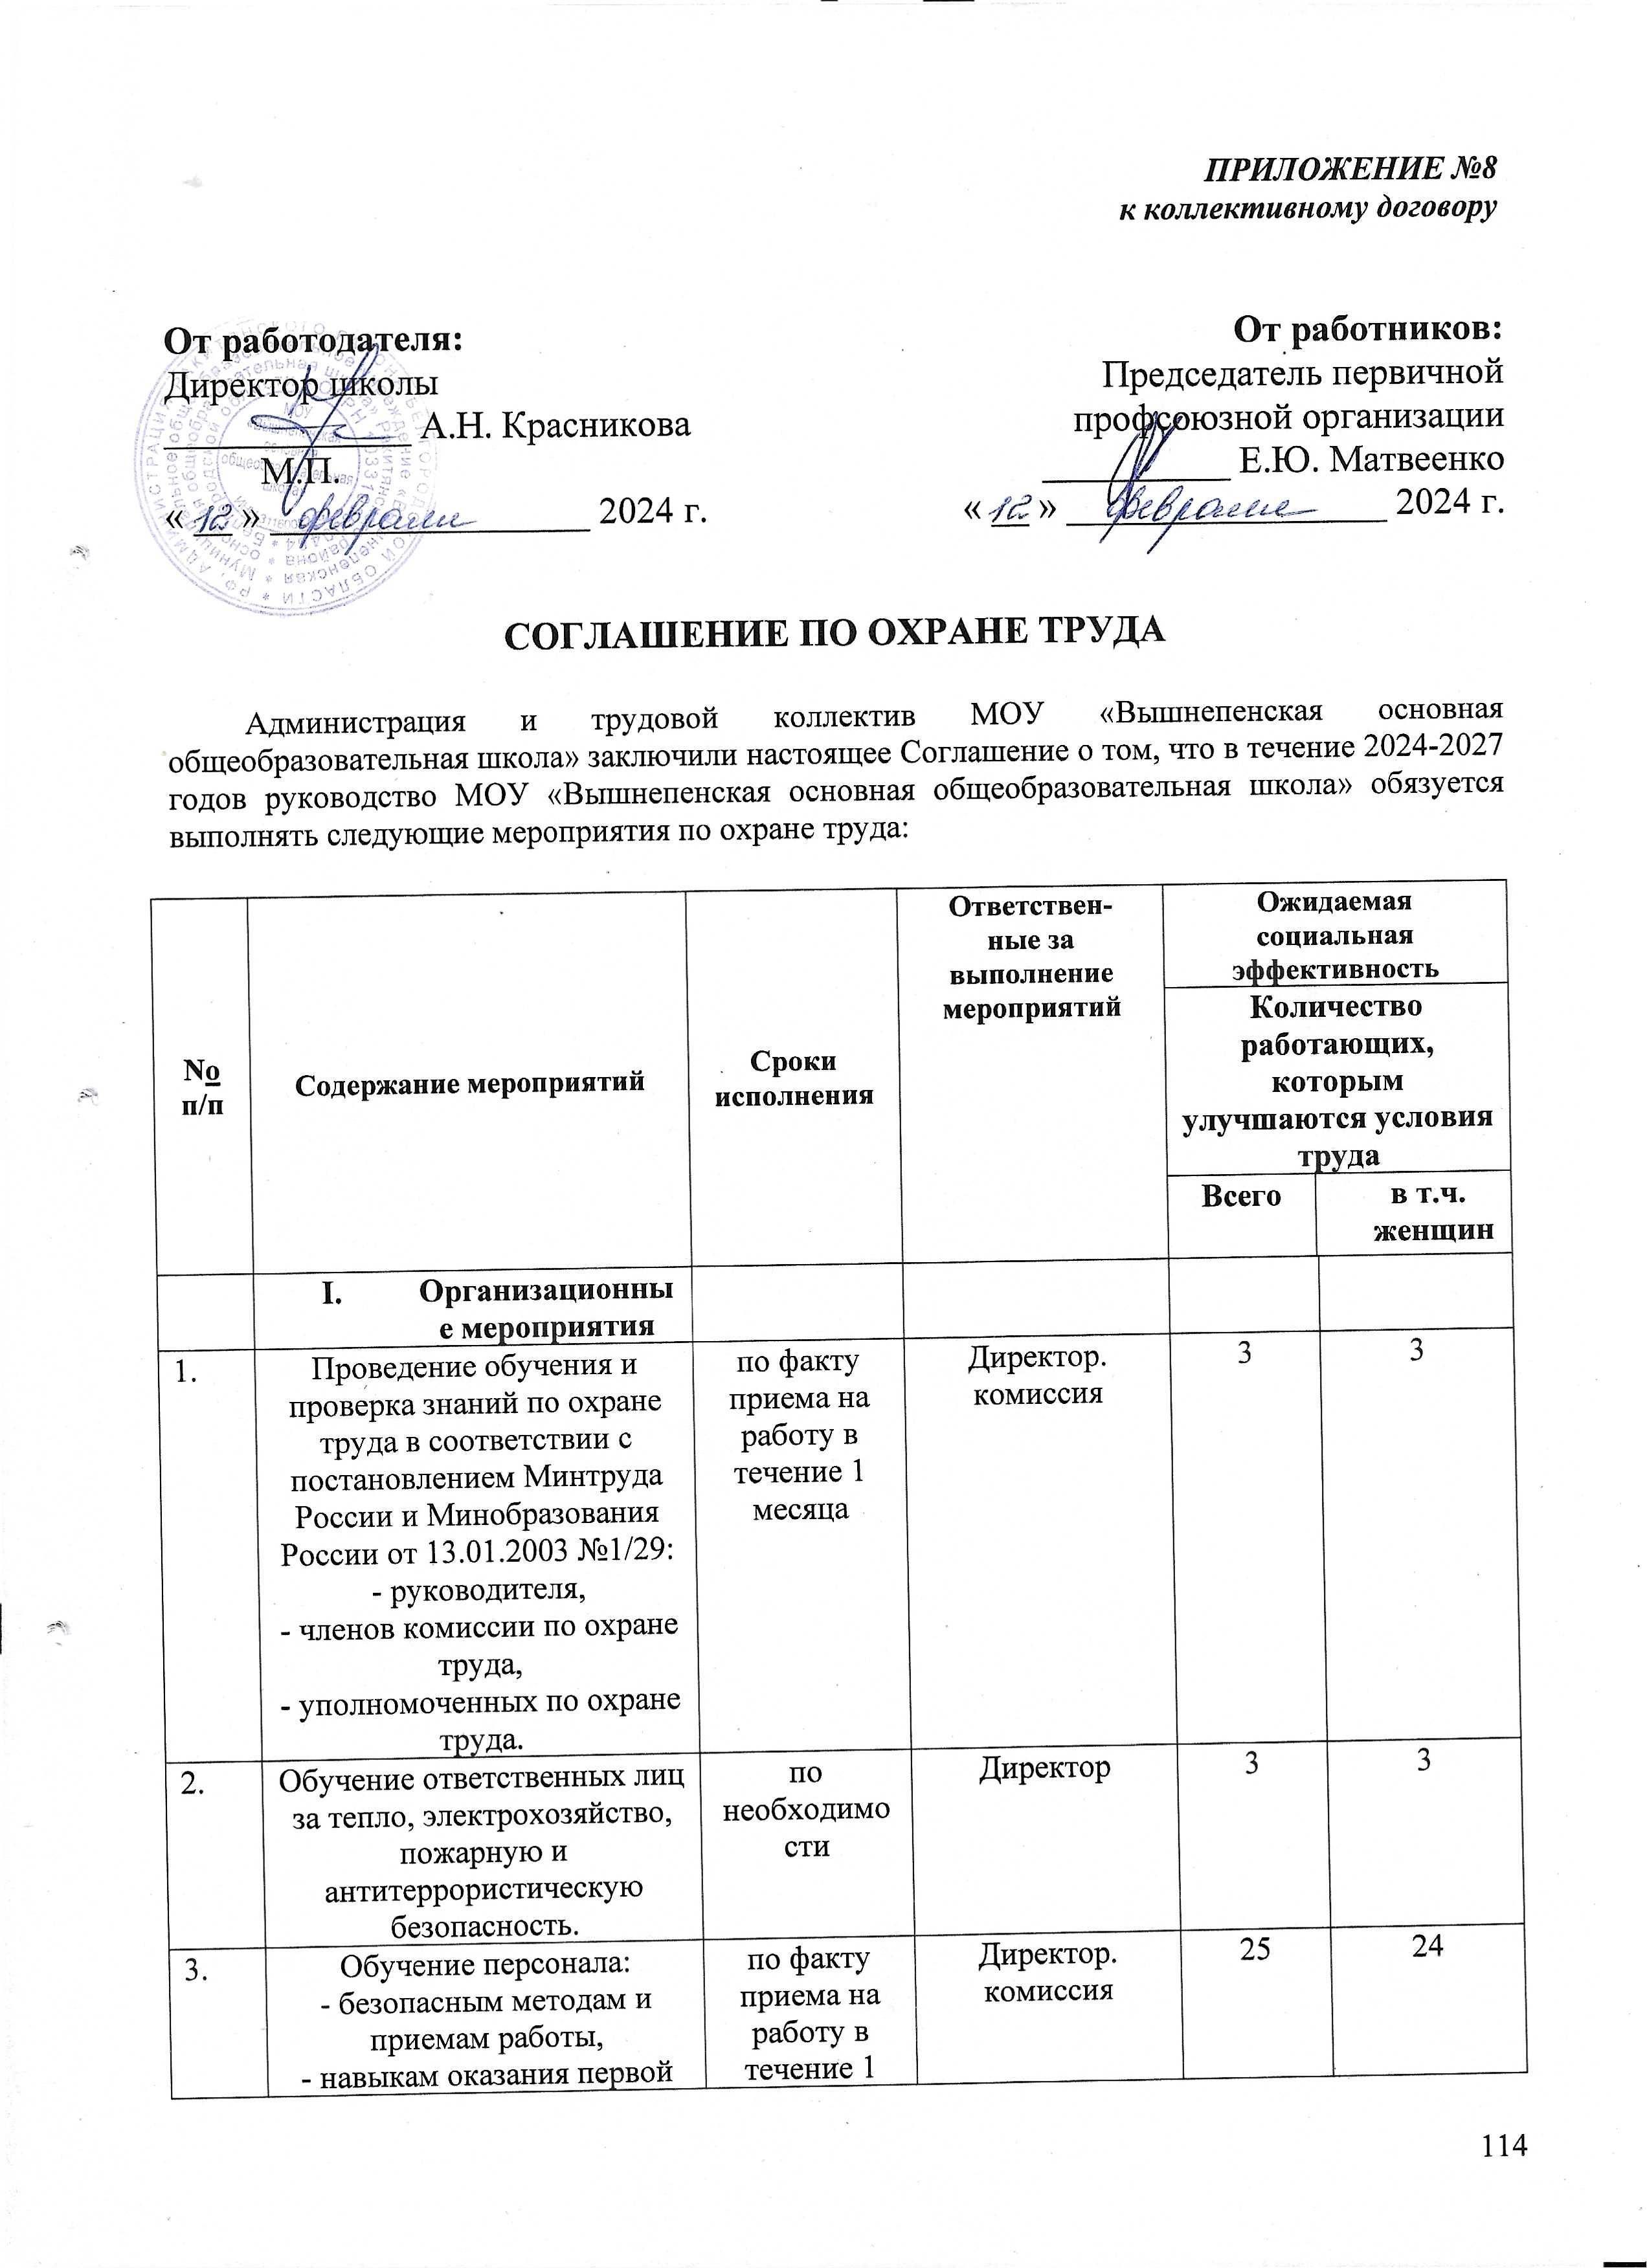 ПРИЛОЖЕНИЕ №8
к коллективному договору
От работодателя:
Директор школы
_______________ А.Н. Красникова
М.П.
« 12 » февраля 2024 г.
От работников:
Председатель первичной
профсоюзной организации
____________ Е.Ю. Матвеенко
« 12 » февраля 2024 г.
СОГЛАШЕНИЕ ПО ОХРАНЕ ТРУДА
Администрация и трудовой коллектив МОУ «Вышнепенская основная
общеобразовательная школа» заключили настоящее Соглашение о том, что в течение 2024-2027
годов руководство МОУ «Вышнепенская основная общеобразовательная школа» обязуется
выполнять следующие мероприятия по охране труда:
№
п/п
Содержание мероприятий
Сроки
исполнения
Ответствен-
ные за
выполнение
мероприятий
Ожидаемая
социальная
эффективность
Количество
работающих,
которым
улучшаются условия
труда
Всего
в т.ч.
женщин
I. Организационны
е мероприятия
1.
Проведение обучения и
проверка знаний по охране
труда в соответствии с
постановлением Минтруда
России и Минобразования
России от 13.01.2003 №1/29:
- руководителя,
- членов комиссии по охране
труда,
- уполномоченных по охране
труда.
по факту
приема на
работу в
течение 1
месяца
Директор.
комиссия
3
3
2.
Обучение ответственных лиц
за тепло, электрохозяйство,
пожарную и
антитеррористическую
безопасность.
по
необходимо
сти
Директор
3
3
3.
Обучение персонала:
- безопасным методам и
приемам работы,
- навыкам оказания первой
по факту
приема на
работу в
течение 1
Директор.
комиссия
25
24
114